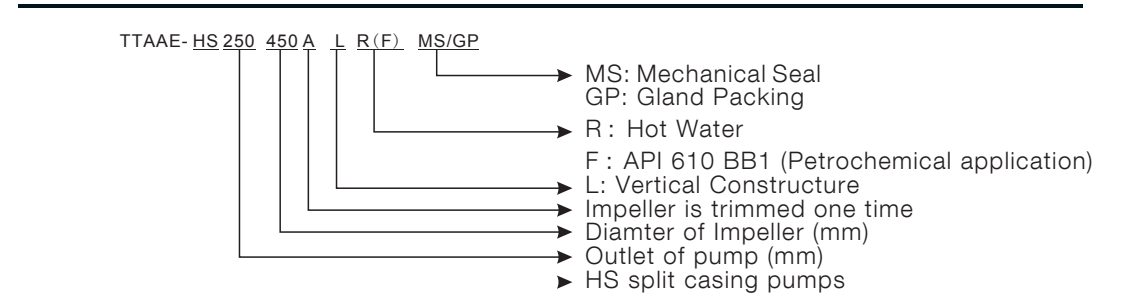 TTAAE- HS 250 450 A L R(F) MS/GP
MS: Mechanical Seal
GP: Gland Packing
R : Hot Water
F : API 610 BB1 (Petrochemical application)
L: Vertical Constructure
Impeller is trimmed one time
Diamter of Impeller (mm)
Outlet of pump (mm)
HS split casing pumps